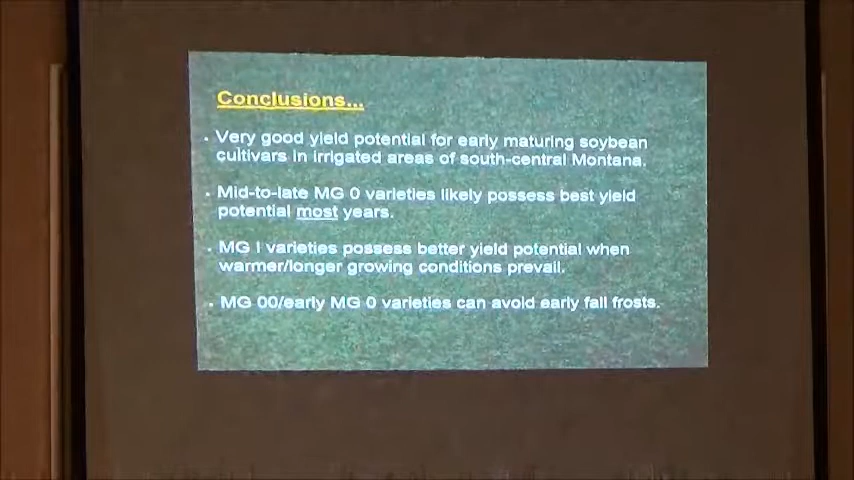 Conclusions...
• Very good yield potential for early maturing soybean
cultivars in irrigated areas of south-central Montana.
• Mid-to-late MG 0 varieties likely possess best yield
potential most years.
• MG I varieties possess better yield potential when
warmer/longer growing conditions prevail.
• MG 00/early MG 0 varieties can avoid early fall frosts.